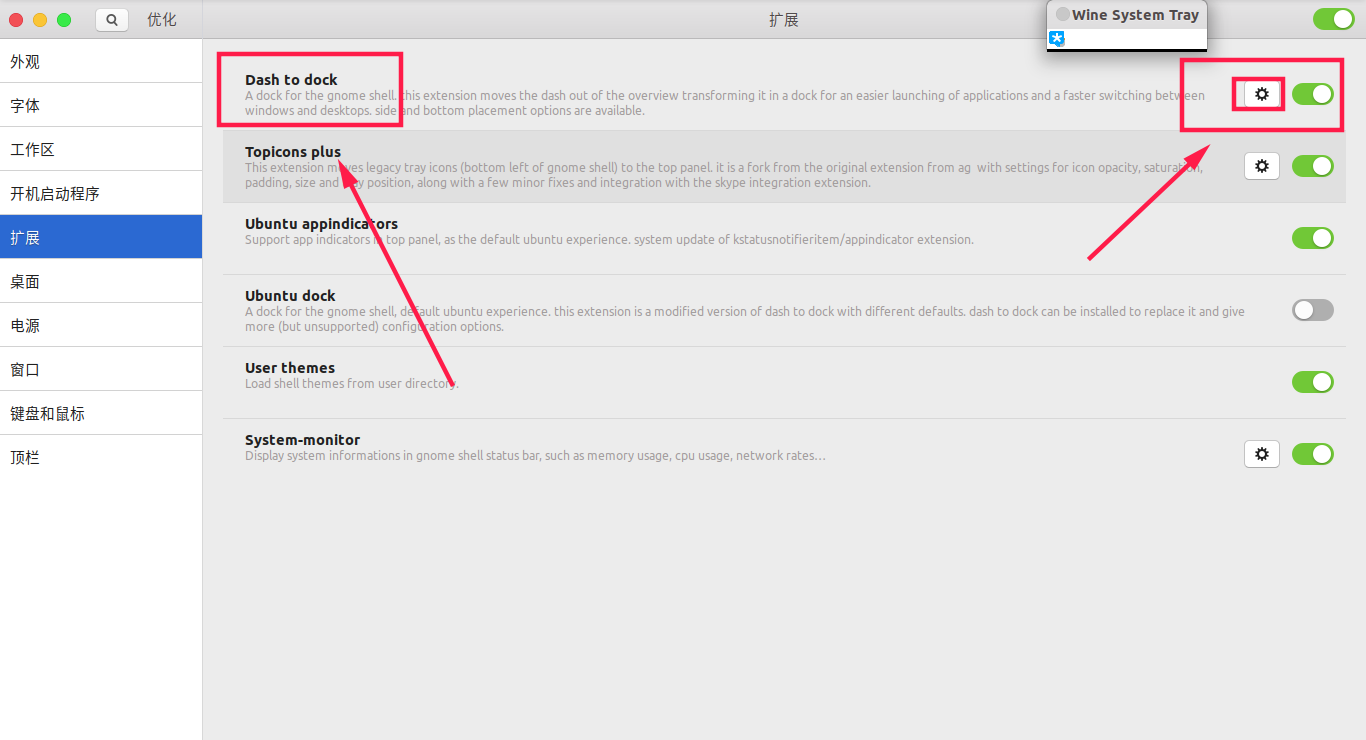 优化
扩展
Wine System Tray
外观
字体
工作区
开机启动程序
扩展
桌面
电源
窗口
键盘和鼠标
顶栏
Dash to dock
A dock for the gnome shell. this extension moves the dash out of the overview transforming it in a dock for an easier launching of applications and a faster switching between
windows and desktops. side and bottom placement options are available.
Topicons plus
This extension moves legacy tray icons (bottom left of gnome shell) to the top panel. it is a fork from the original extension from ag with settings for icon opacity, saturation,
padding, size and tray position, along with a few minor fixes and integration with the skype integration extension.
Ubuntu appindicators
Support app indicators in top panel, as the default ubuntu experience. system update of kstatusnotifieritem/appindicator extension.
Ubuntu dock
A dock for the gnome shell, default ubuntu experience. this extension is a modified version of dash to dock with different defaults. dash to dock can be installed to replace it and give
more (but unsupported) configuration options.
User themes
Load shell themes from user directory.
System-monitor
Display system informations in gnome shell status bar, such as memory usage, cpu usage, network rates…